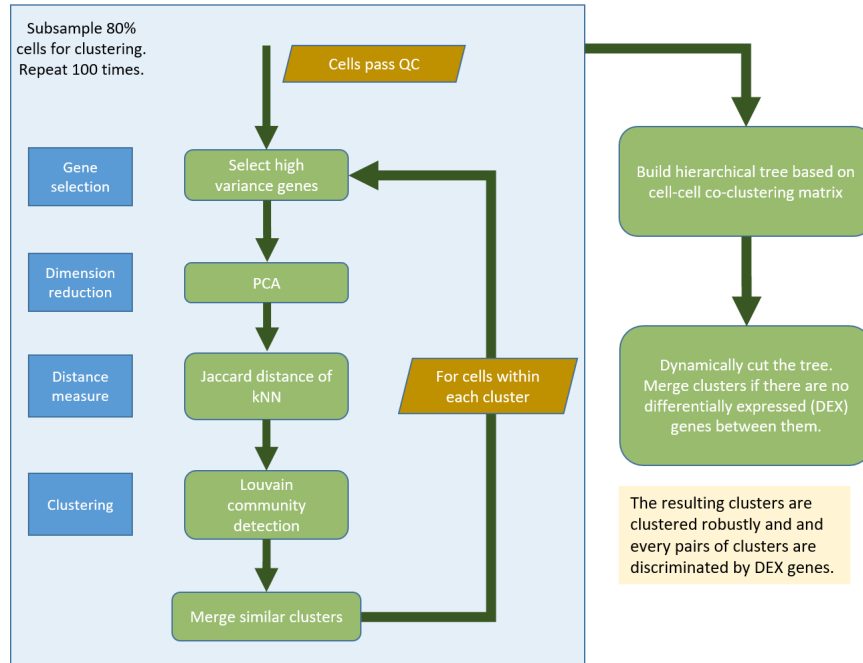 Subsample 80%
cells for clustering.
Repeat 100 times.
Cells pass QC
Gene
selection
Select high
variance genes
Dimension
reduction
PCA
Distance
measure
Jaccard distance of
kNN
For cells within
each cluster
Clustering
Louvain
community
detection
Merge similar clusters
Build hierarchical tree based on
cell-cell co-clustering matrix
Dynamically cut the tree.
Merge clusters if there are no
differentially expressed (DEX)
genes between them.
The resulting clusters are
clustered robustly and and
every pairs of clusters are
discriminated by DEX genes.